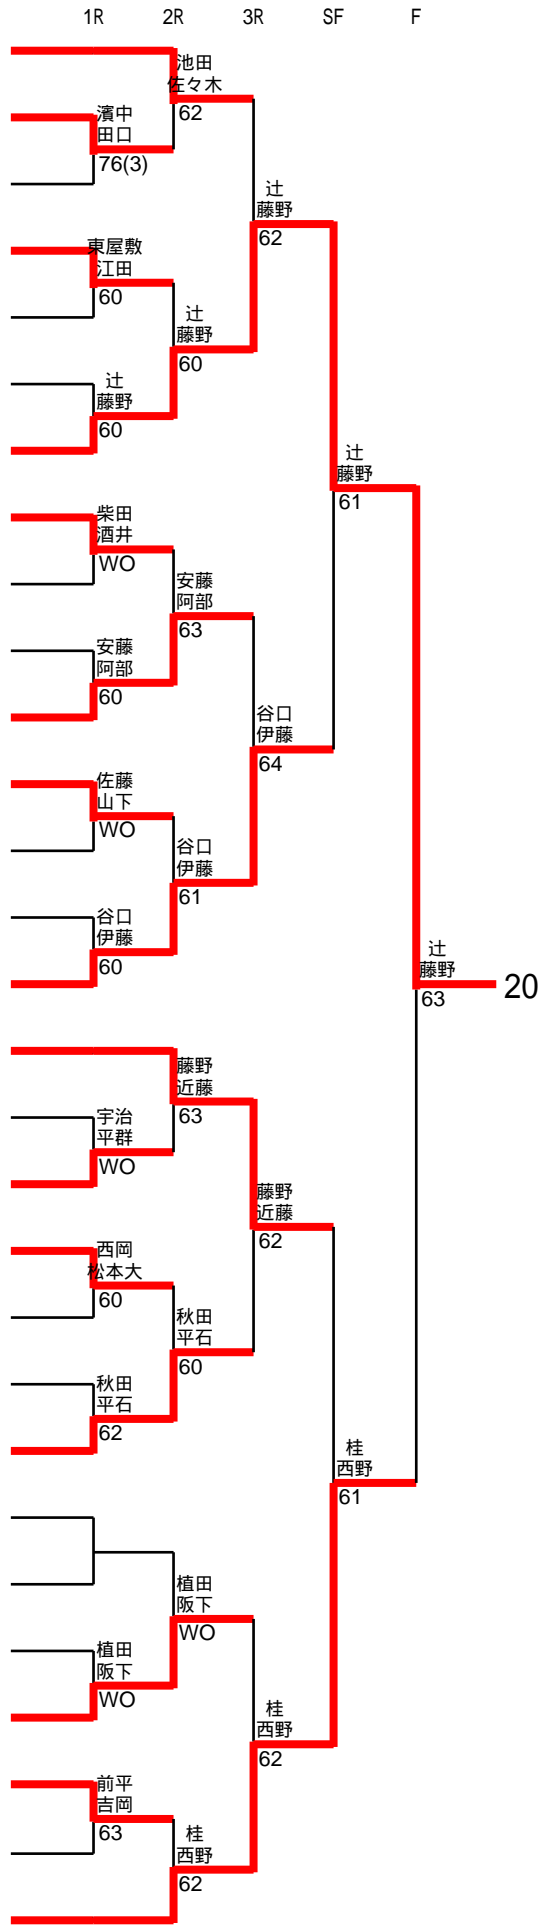 1R 2R 3R SF F
池田
佐々木
62
濱中
田口
76(3)
辻
藤野
62
東屋敷
江田
60
辻
藤野
60
辻
藤野
60
辻
藤野
61
柴田
酒井
WO
安藤
阿部
63
安藤
阿部
60
谷口
伊藤
64
佐藤
山下
WO
谷口
伊藤
61
谷口
伊藤
60
辻
藤野
63
20
藤野
近藤
63
宇治
平群
WO
藤野
近藤
62
西岡
松本大
60
秋田
平石
60
秋田
平石
62
桂
西野
61
植田
阪下
WO
植田
阪下
WO
桂
西野
62
前平
吉岡
63
桂
西野
62